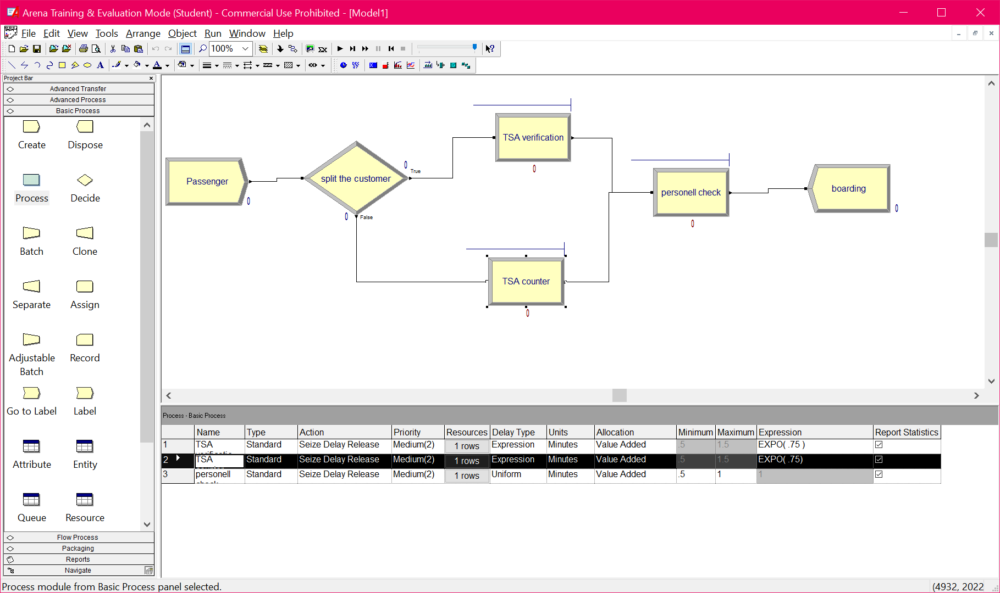 Arena Training & Evaluation Mode (Student) - Commercial Use Prohibited - [Model1]
File Edit View Tools Arrange Object Run Window Help
100%
Project Bar
Advanced Transfer
Advanced Process
Basic Process
Create Dispose
Process Decide
Batch Clone
Separate Assign
Adjustable Batch Record
Go to Label Label
Attribute Entity
Queue Resource
Flow Process
Packaging
Reports
Navigate
TSA verification
0
Passenger
0
split the customer
0
True
0
False
personell check
0
boarding
0
TSA counter
0
Process - Basic Process
Name Type Action Priority Resources Delay Type Units Allocation Minimum Maximum Expression Report Statistics
1 TSA Standard Seize Delay Release Medium(2) 1 rows Expression Minutes Value Added .5 1.5 EXPO( .75 )
2 TSA Standard Seize Delay Release Medium(2) 1 rows Expression Minutes Value Added .5 1.5 EXPO( .75)
3 personell Standard Seize Delay Release Medium(2) 1 rows Uniform Minutes Value Added .5 1 1
Process module from Basic Process panel selected.
(4932, 2022